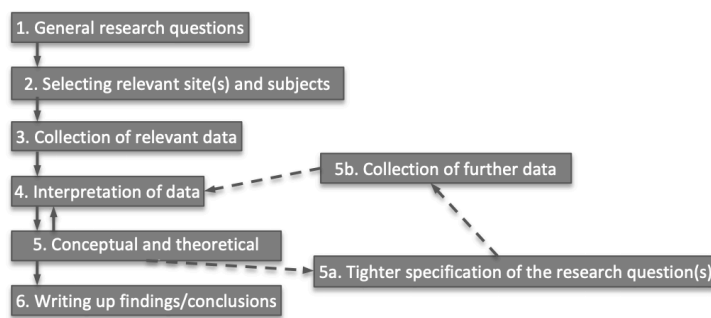 1. General research questions
2. Selecting relevant site(s) and subjects
3. Collection of relevant data
4. Interpretation of data
5b. Collection of further data
5. Conceptual and theoretical
5a. Tighter specification of the research question(s)
6. Writing up findings/conclusions